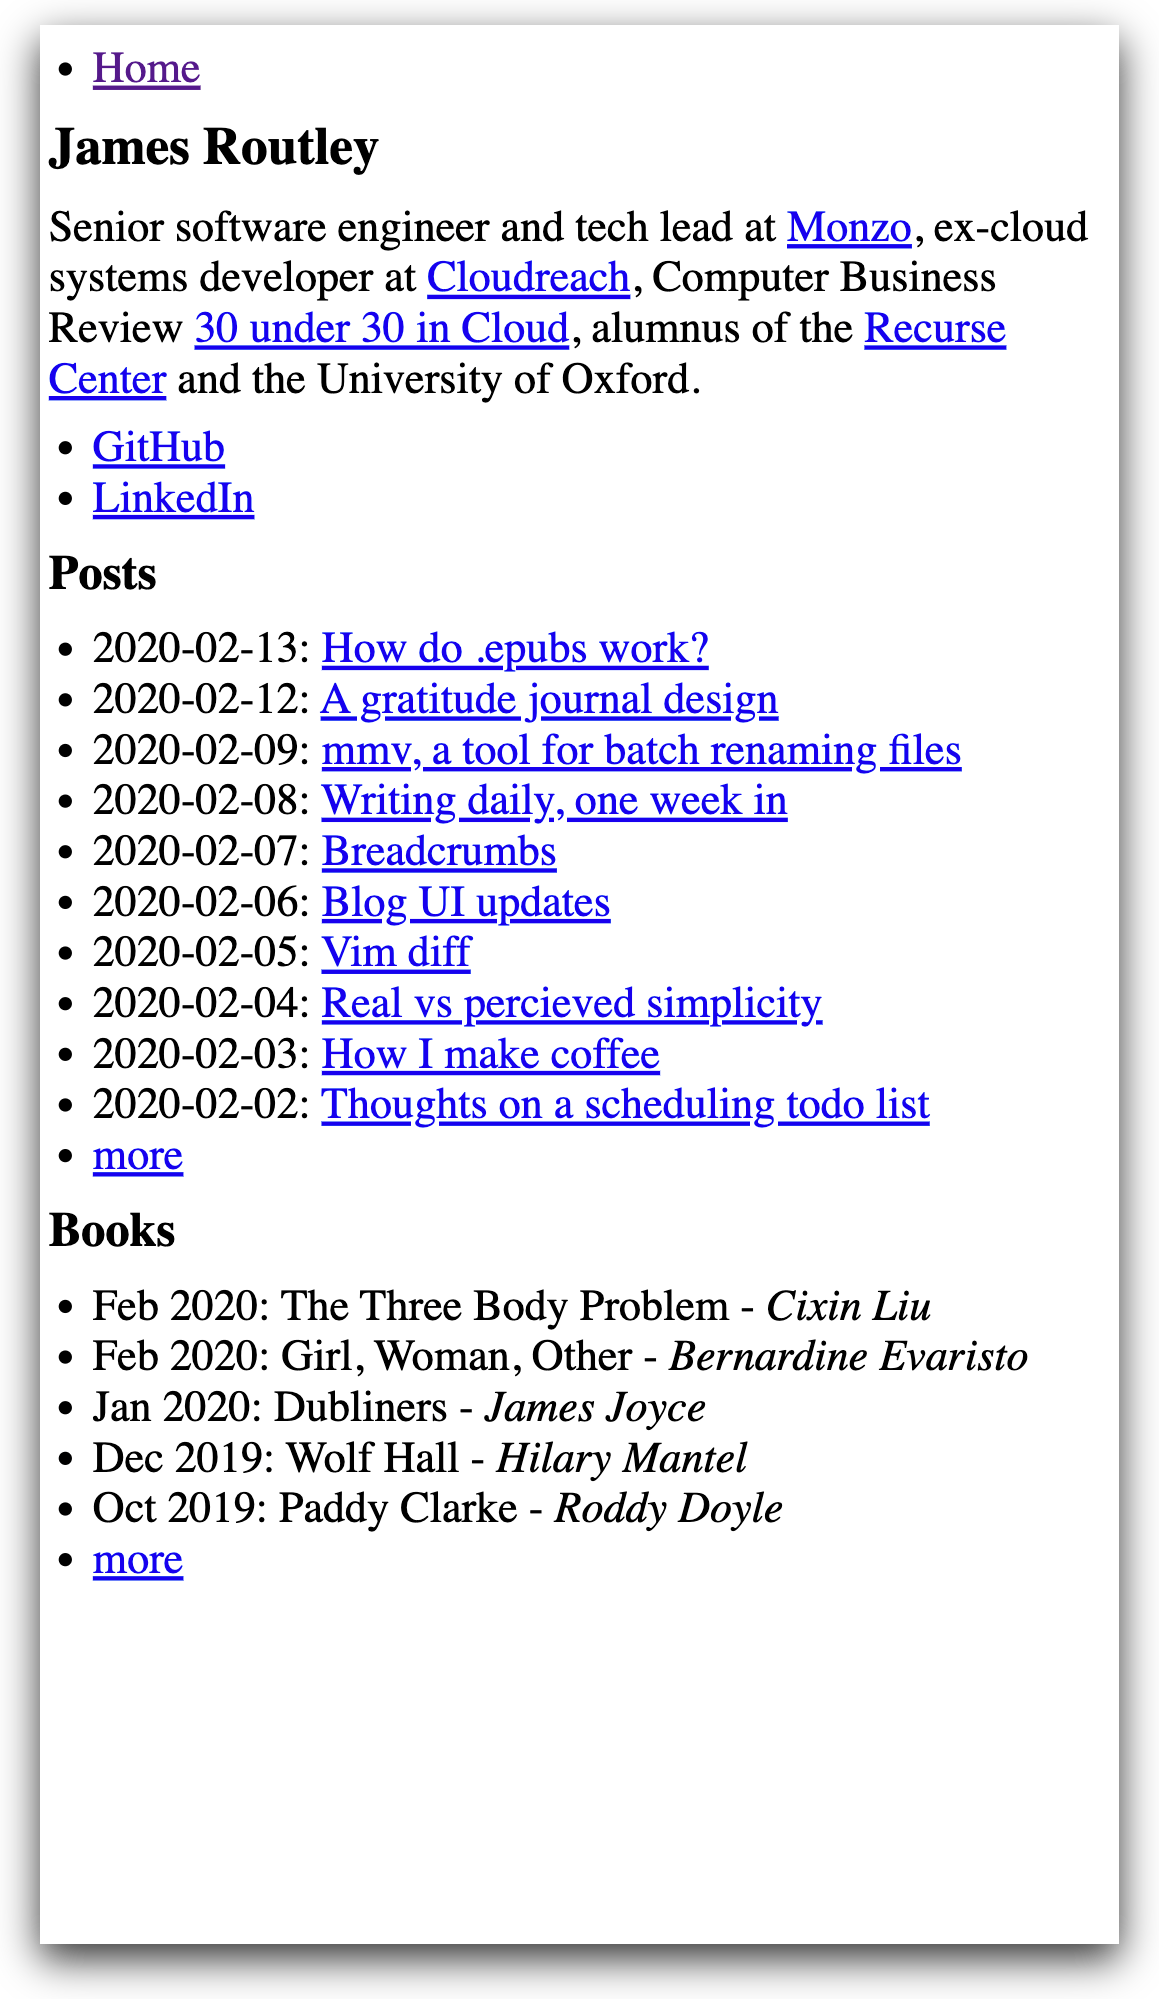 • Home
James Routley
Senior software engineer and tech lead at Monzo, ex-cloud
systems developer at Cloudreach, Computer Business
Review 30 under 30 in Cloud, alumnus of the Recurse
Center and the University of Oxford.
• GitHub
• LinkedIn
Posts
• 2020-02-13: How do .epubs work?
• 2020-02-12: A gratitude journal design
• 2020-02-09: mmv, a tool for batch renaming files
• 2020-02-08: Writing daily, one week in
• 2020-02-07: Breadcrumbs
• 2020-02-06: Blog UI updates
• 2020-02-05: Vim diff
• 2020-02-04: Real vs percieved simplicity
• 2020-02-03: How I make coffee
• 2020-02-02: Thoughts on a scheduling todo list
• more
Books
• Feb 2020: The Three Body Problem - Cixin Liu
• Feb 2020: Girl, Woman, Other - Bernardine Evaristo
• Jan 2020: Dubliners - James Joyce
• Dec 2019: Wolf Hall - Hilary Mantel
• Oct 2019: Paddy Clarke - Roddy Doyle
• more